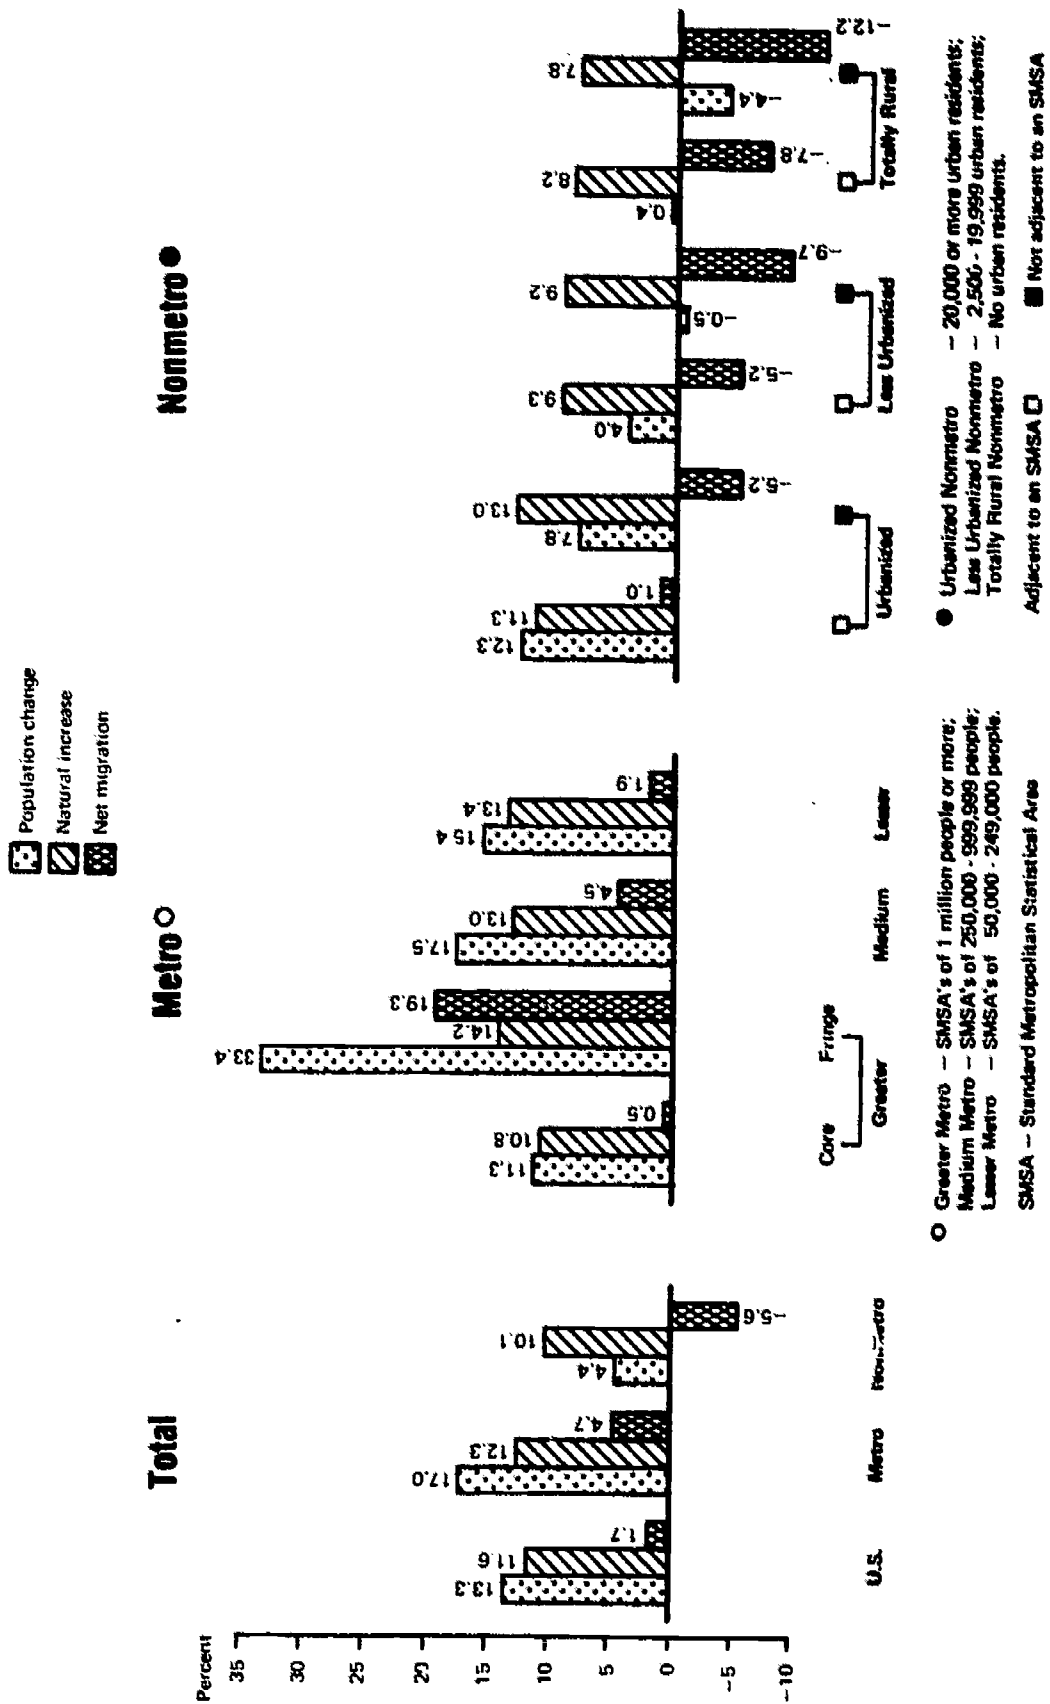 Population change
Natural increase
Net migration
Total
Metro
Nonmetro
Percent
35
30
25
20
15
10
5
0
-5
-10
13.3
11.6
1.7
17.0
12.3
4.7
4.4
10.1
-5.6
11.3
10.8
0.5
33.4
14.2
19.3
17.5
13.0
4.5
15.4
13.4
1.9
12.3
11.3
1.0
7.8
13.0
-5.2
4.0
9.3
-5.2
-0.5
9.2
-9.7
0.4
8.2
-7.8
-4.4
7.8
-12.2
U.S.
Metro
Nonmetro
Core
Fringe
Greater
Medium
Lesser
Urbanized
Less Urbanized
Totally Rural
Greater Metro – SMSA's of 1 million people or more;
Medium Metro – SMSA's of 250,000 - 999,999 people;
Lesser Metro – SMSA's of 50,000 - 249,000 people.
SMSA – Standard Metropolitan Statistical Area
Urbanized Nonmetro – 20,000 or more urban residents;
Less Urbanized Nonmetro – 2,500 - 19,999 urban residents;
Totally Rural Nonmetro – No urban residents.
Adjacent to an SMSA
Not adjacent to an SMSA